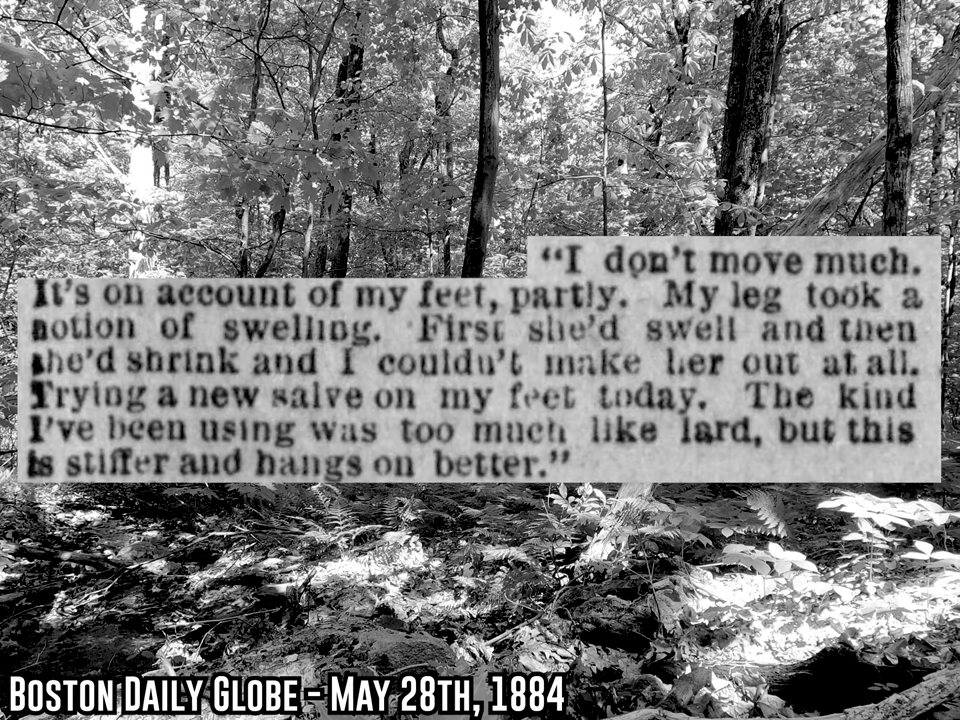 "I don't move much.
It's on account of my feet, partly. My leg took a
notion of swelling. First she'd swell and then
she'd shrink and I couldn't make her out at all.
Trying a new salve on my feet today. The kind
I've been using was too much like lard, but this
is stiffer and hangs on better."
BOSTON DAILY GLOBE - MAY 28TH, 1884